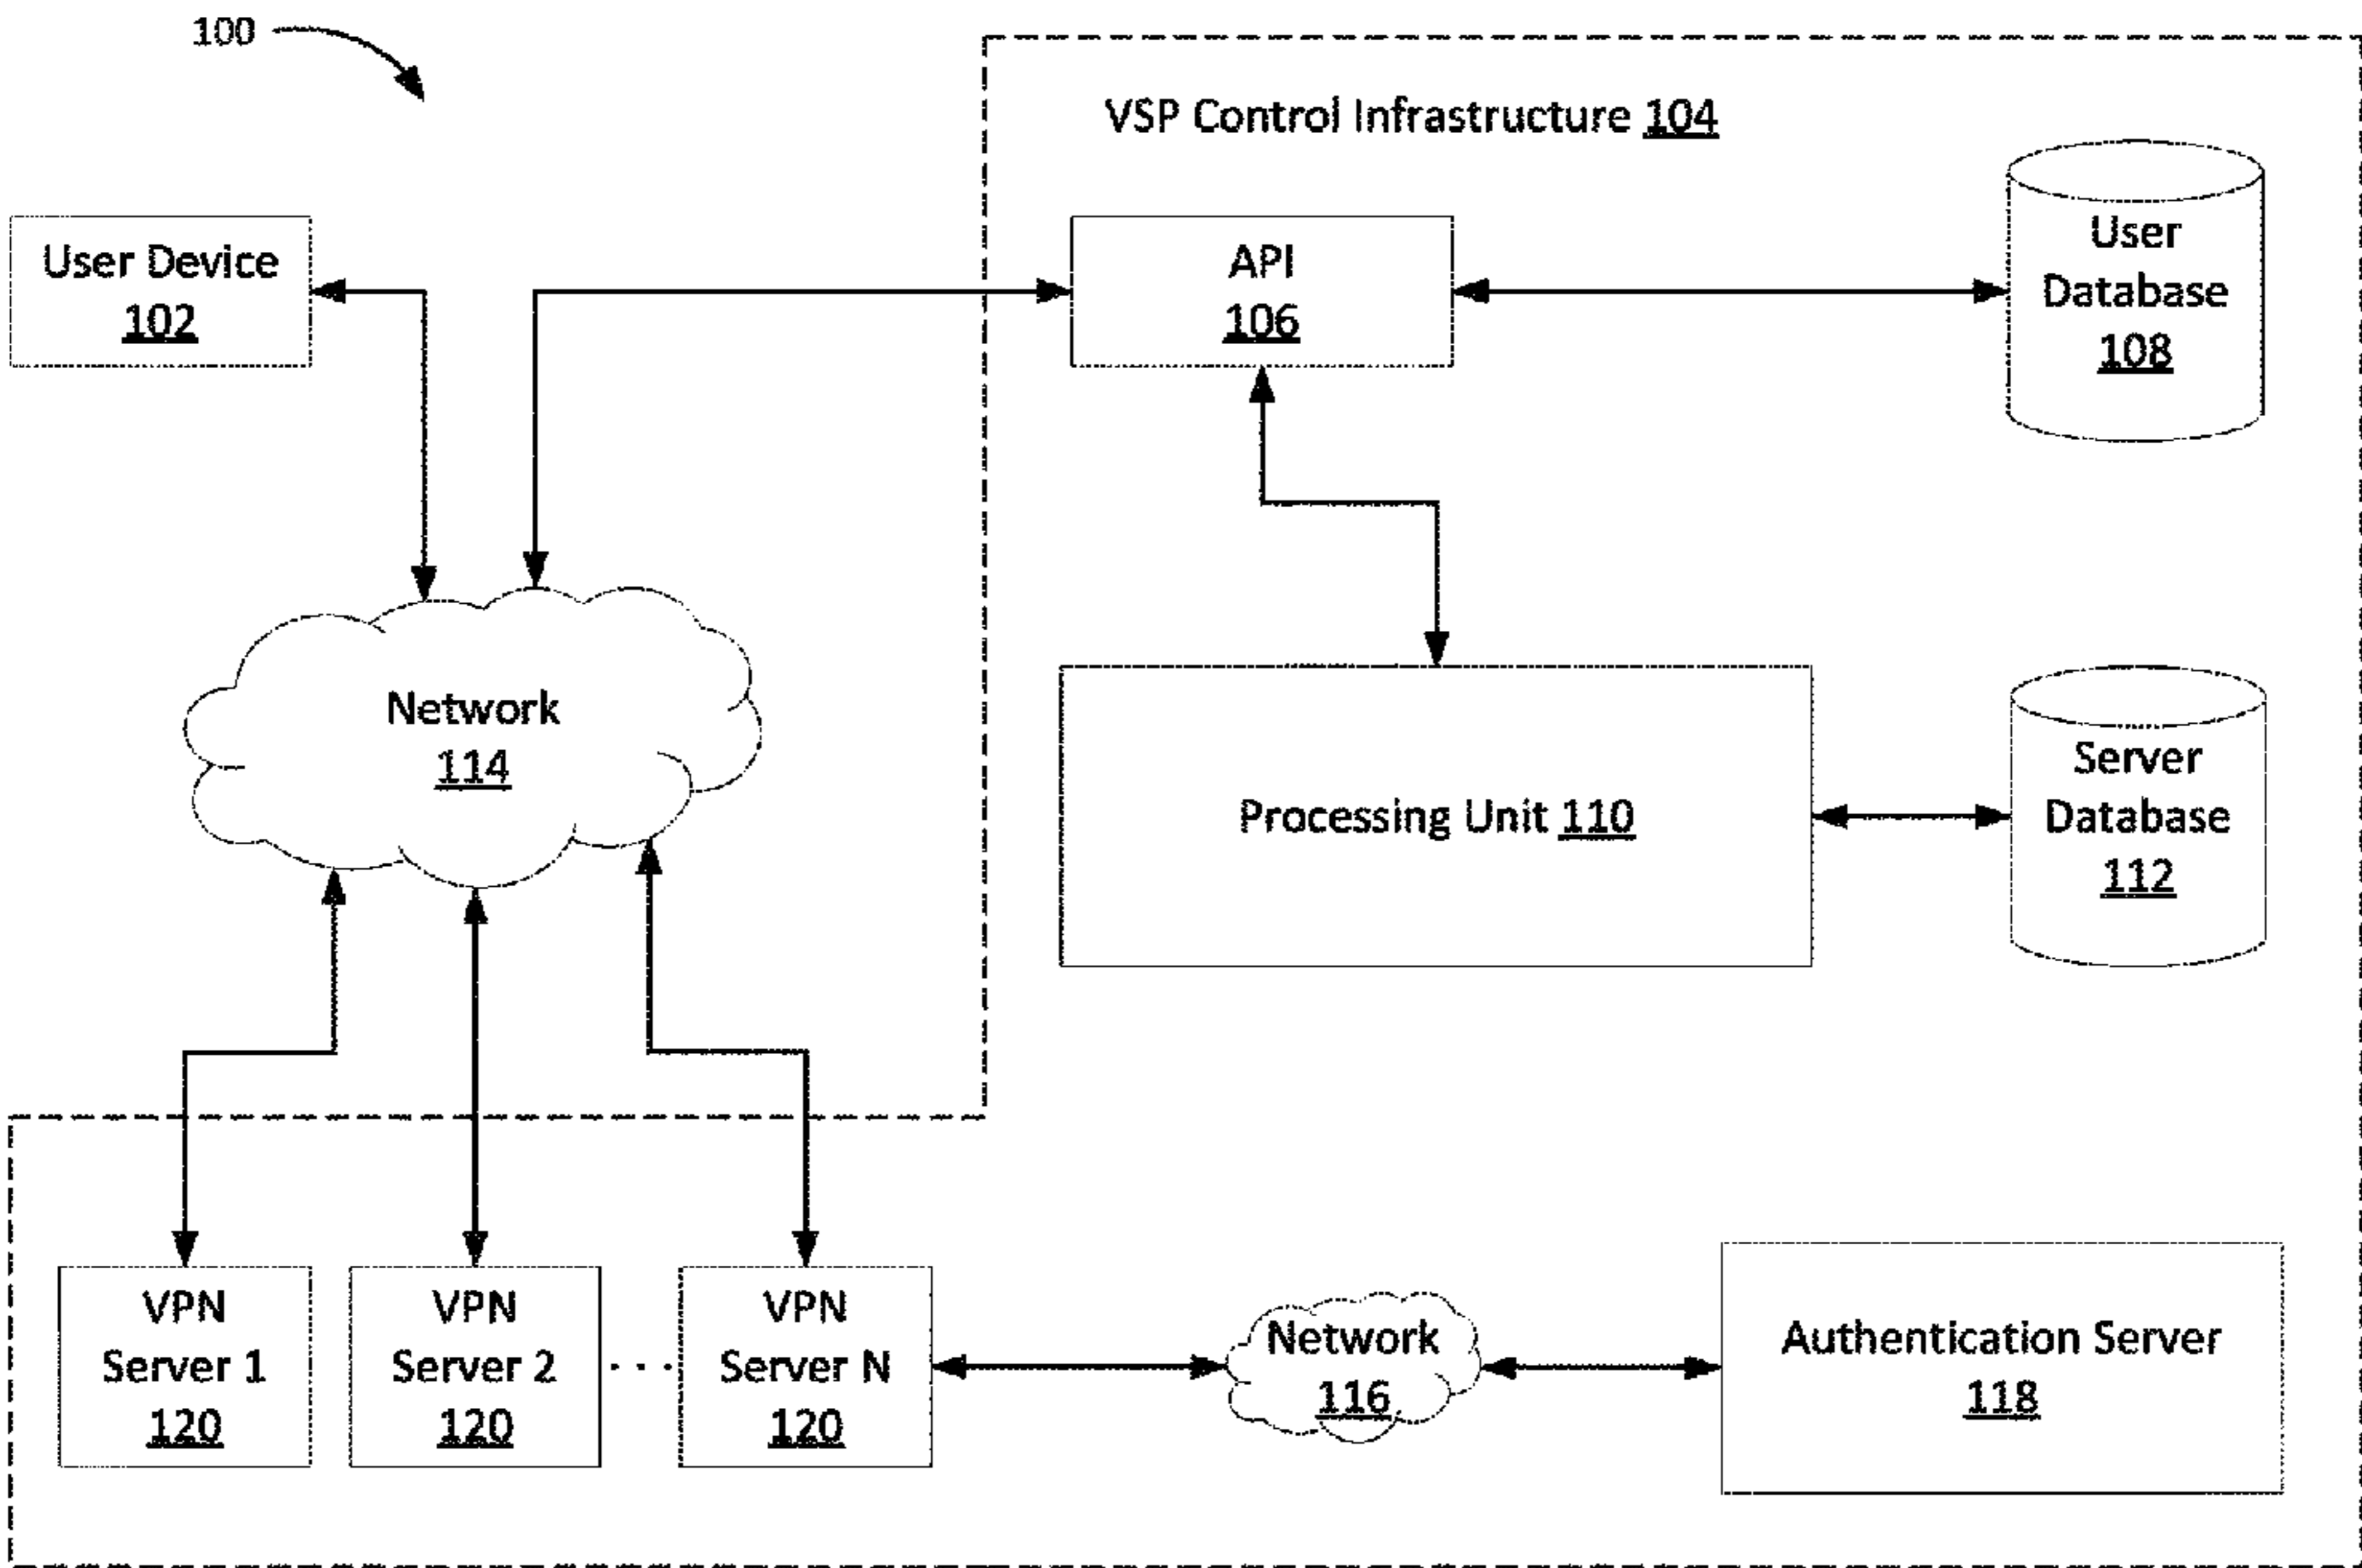 100
VSP Control Infrastructure 104
User Device
102
API
106
User
Database
108
Network
114
Processing Unit 110
Server
Database
112
VPN
Server 1
120
VPN
Server 2
120
. . .
VPN
Server N
120
Network
116
Authentication Server
118